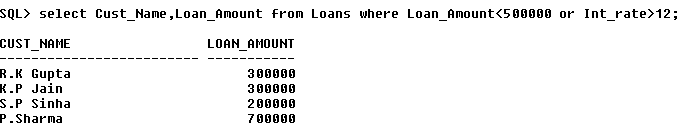 SQL> select Cust_Name,Loan_Amount from Loans where Loan_Amount<500000 or Int_rate>12;
CUST_NAME LOAN_AMOUNT
------------------------- -----------
R.K Gupta 300000
K.P Jain 300000
S.P Sinha 200000
P.Sharma 700000